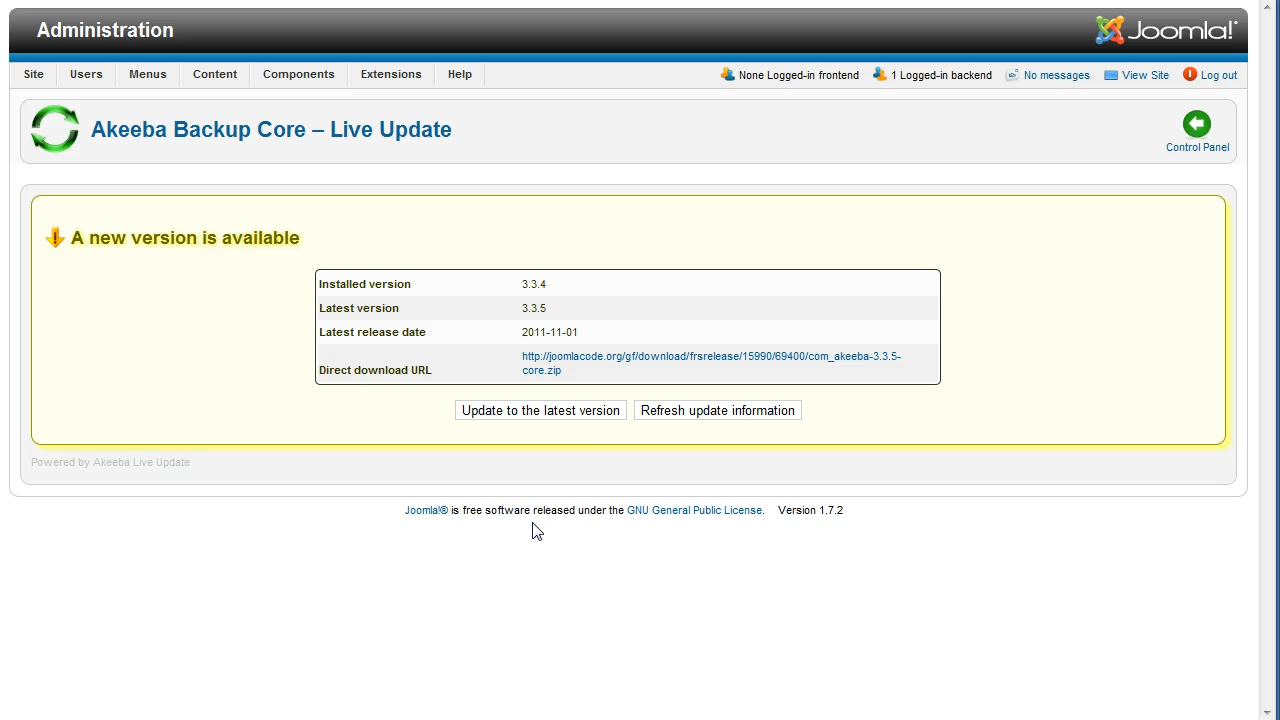 Administration
Joomla!
Site Users Menus Content Components Extensions Help None Logged-in frontend 1 Logged-in backend No messages View Site Log out
Akeeba Backup Core – Live Update
Control Panel
A new version is available
Installed version 3.3.4
Latest version 3.3.5
Latest release date 2011-11-01
Direct download URL http://joomlacode.org/gf/download/frsrelease/15990/69400/com_akeeba-3.3.5-
core.zip
Update to the latest version Refresh update information
Powered by Akeeba Live Update
Joomla!® is free software released under the GNU General Public License. Version 1.7.2